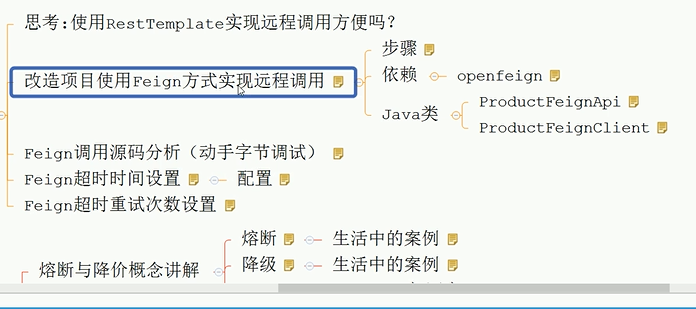 思考:使用RestTemplate实现远程调用方便吗?
改造项目使用Feign方式实现远程调用
步骤
依赖
openfeign
Java类
ProductFeignApi
ProductFeignClient
Feign调用源码分析（动手字节调试）
Feign超时时间设置
配置
Feign超时重试次数设置
熔断与降价概念讲解
熔断
生活中的案例
降级
生活中的案例